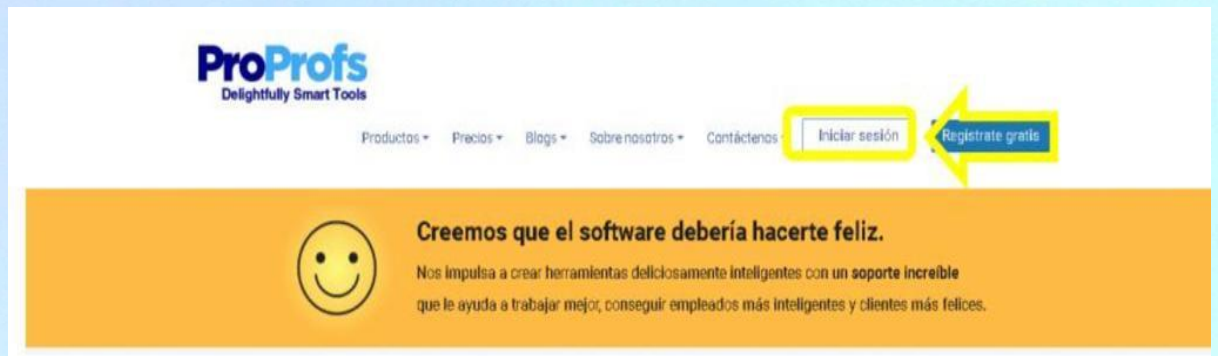 ProProfs
Delightfully Smart Tools
Productos Precios Blogs Sobre nosotros Contáctenos Iniciar sesión Regístrate gratis
Creemos que el software debería hacerte feliz.
Nos impulsa a crear herramientas deliciosamente inteligentes con un soporte increíble
que le ayuda a trabajar mejor, conseguir empleados más inteligentes y clientes más felices.